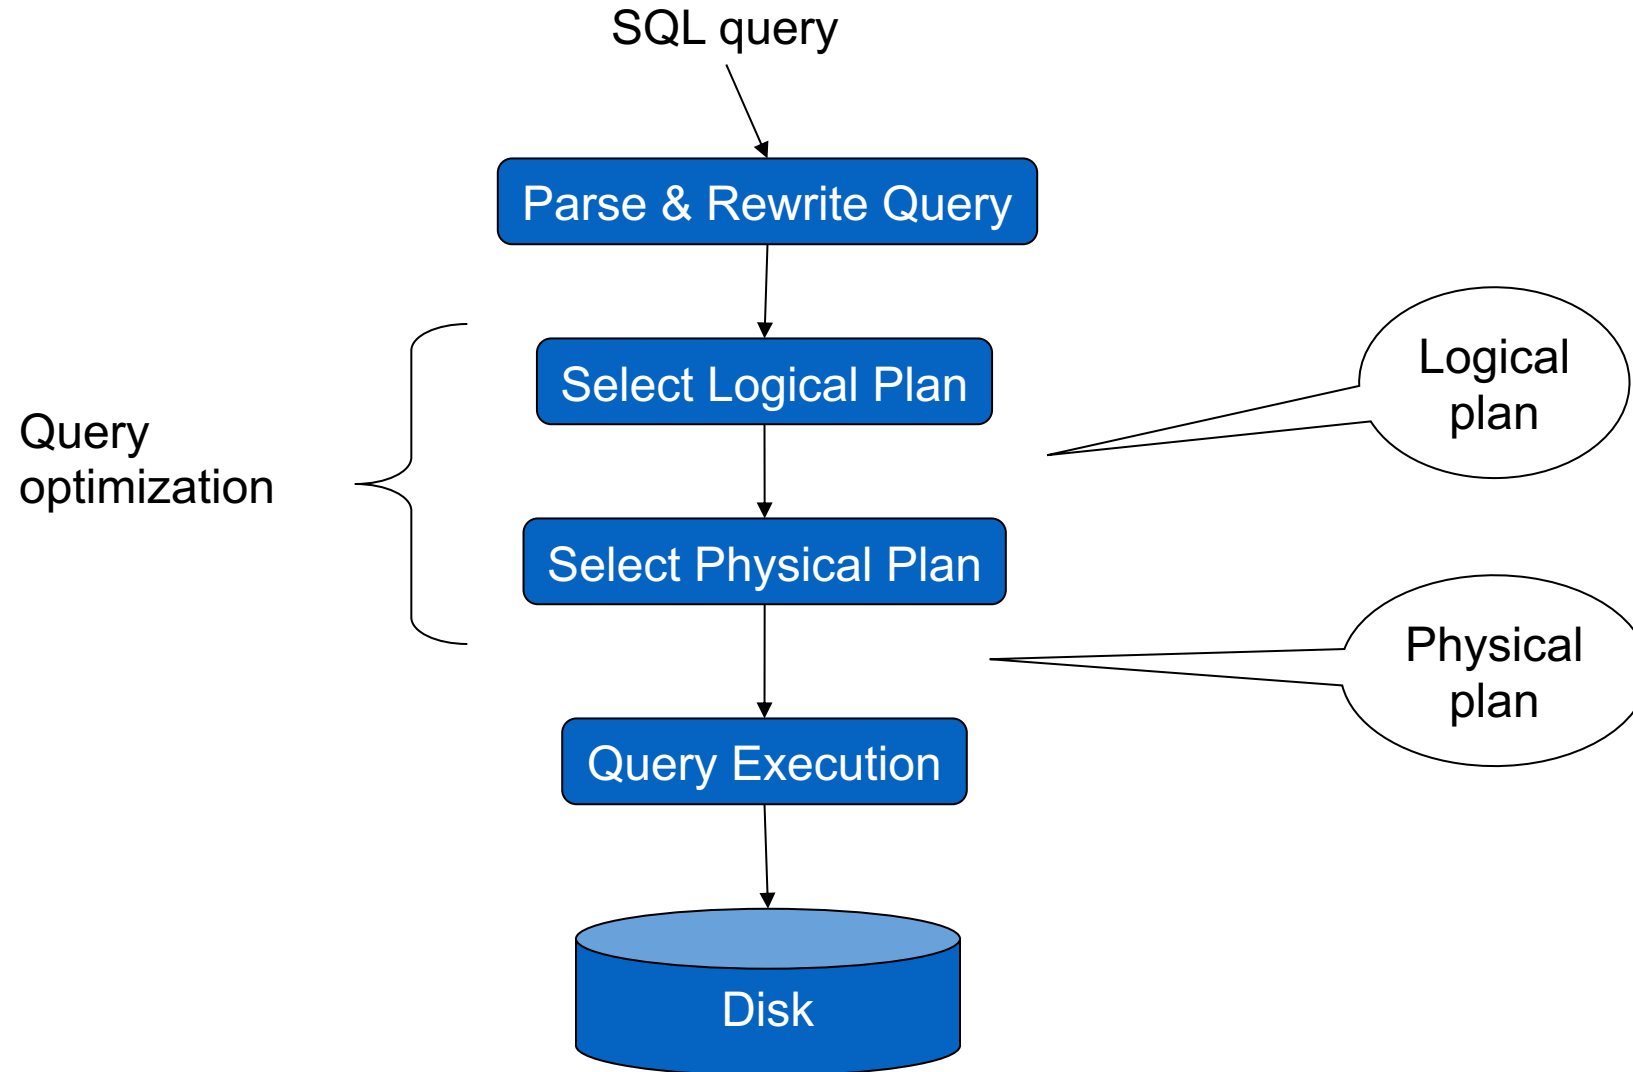 SQL query
Parse & Rewrite Query
Select Logical Plan
Logical
plan
Query
optimization
Select Physical Plan
Physical
plan
Query Execution
Disk